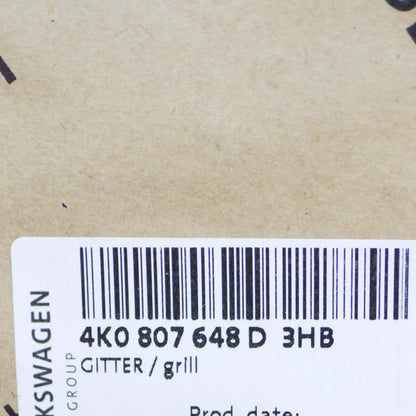 4K0 807 648 D 3HB
GITTER / grill
Prod. date:
KSWAGEN
GROUP